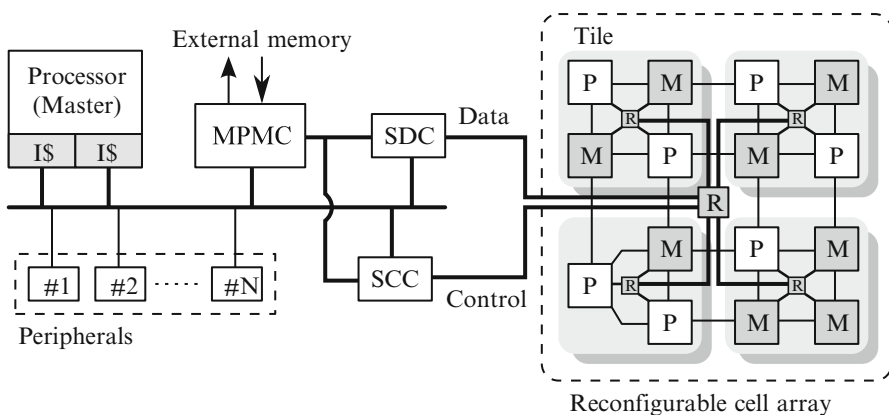 External memory
Processor
(Master)
I$ I$
MPMC
SDC
Data
SCC
Control
#1 #2 ..... #N
Peripherals
Tile
P M P M
R R
M P M P
R
M P M
P R R
P M M
Reconfigurable cell array